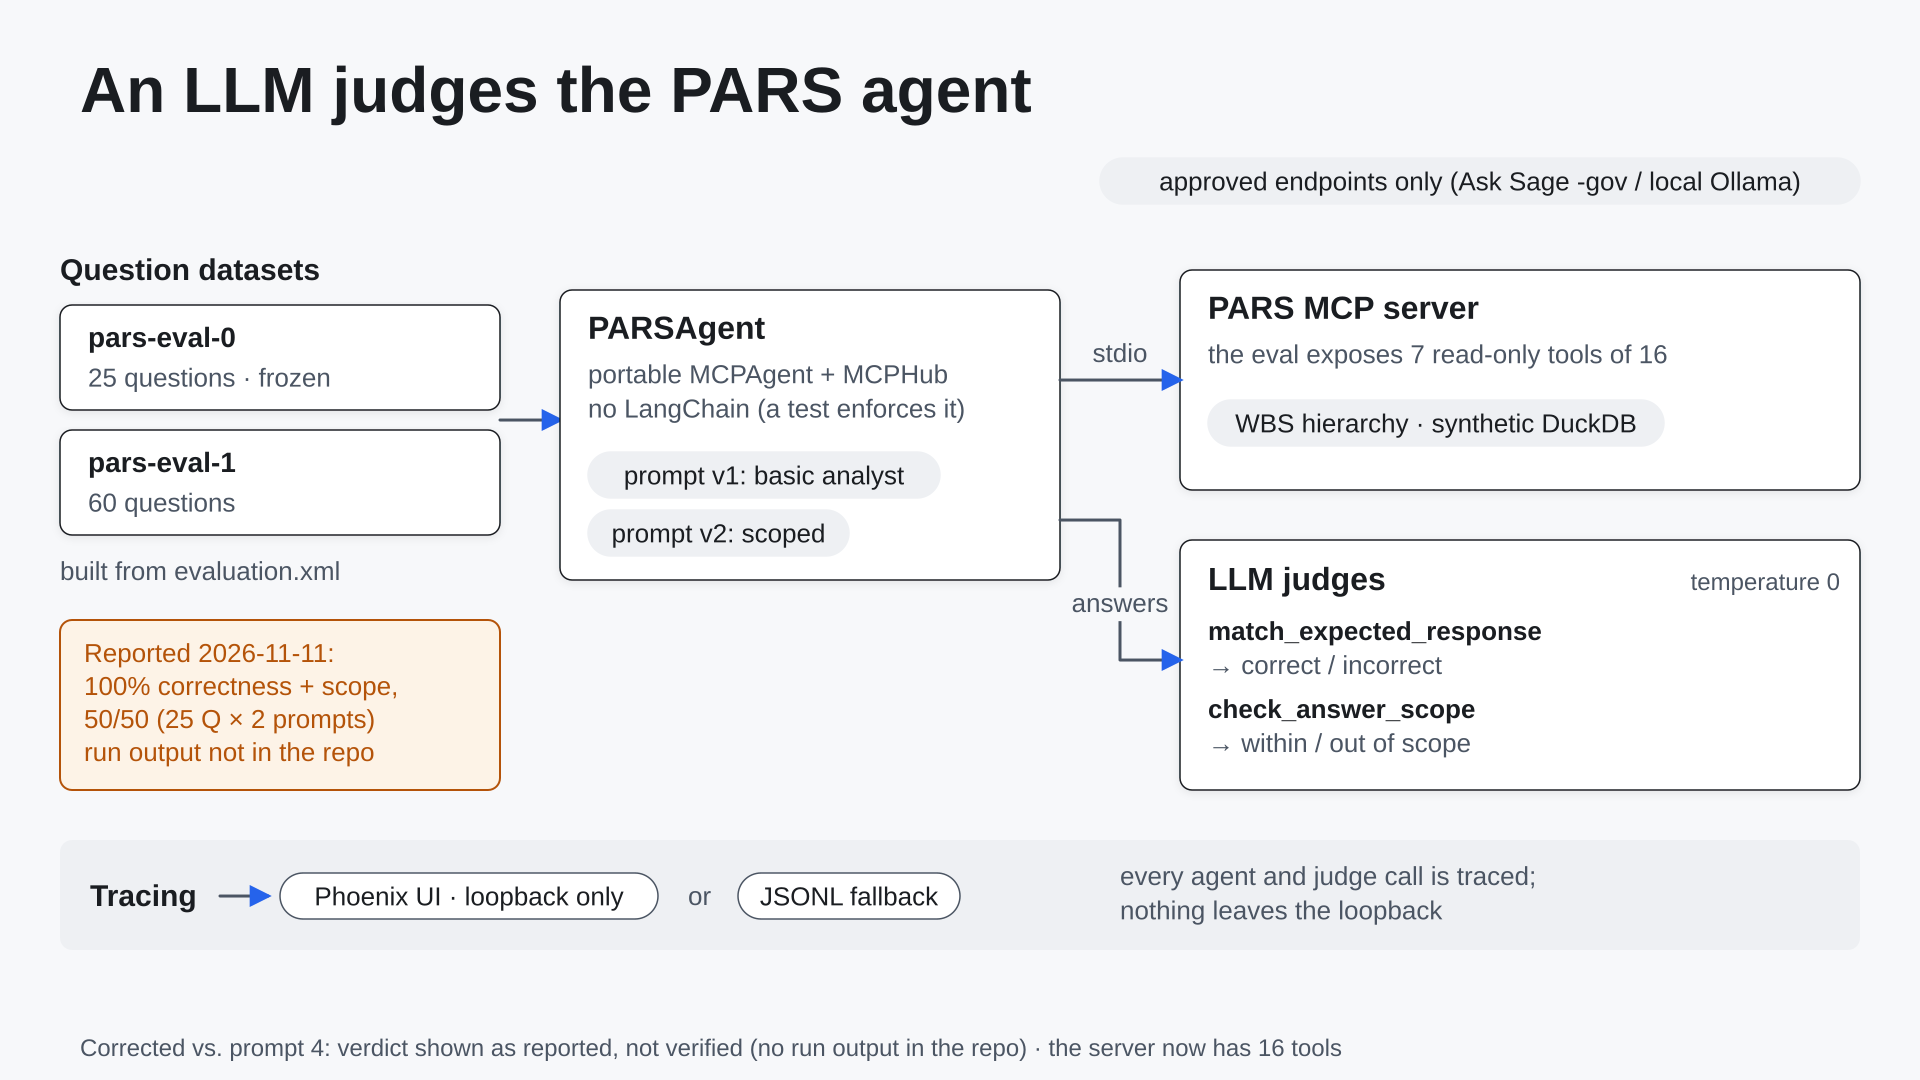 An LLM judges the PARS agent
approved endpoints only (Ask Sage -gov / local Ollama)
Question datasets
pars-eval-0
25 questions · frozen
pars-eval-1
60 questions
built from evaluation.xml
Reported 2026-11-11:
100% correctness + scope,
50/50 (25 Q × 2 prompts)
run output not in the repo
PARSAgent
portable MCPAgent + MCPHub
no LangChain (a test enforces it)
prompt v1: basic analyst
prompt v2: scoped
stdio
answers
PARS MCP server
the eval exposes 7 read-only tools of 16
WBS hierarchy · synthetic DuckDB
LLM judges
temperature 0
match_expected_response
→ correct / incorrect
check_answer_scope
→ within / out of scope
Tracing
Phoenix UI · loopback only
or
JSONL fallback
every agent and judge call is traced;
nothing leaves the loopback
Corrected vs. prompt 4: verdict shown as reported, not verified (no run output in the repo) · the server now has 16 tools